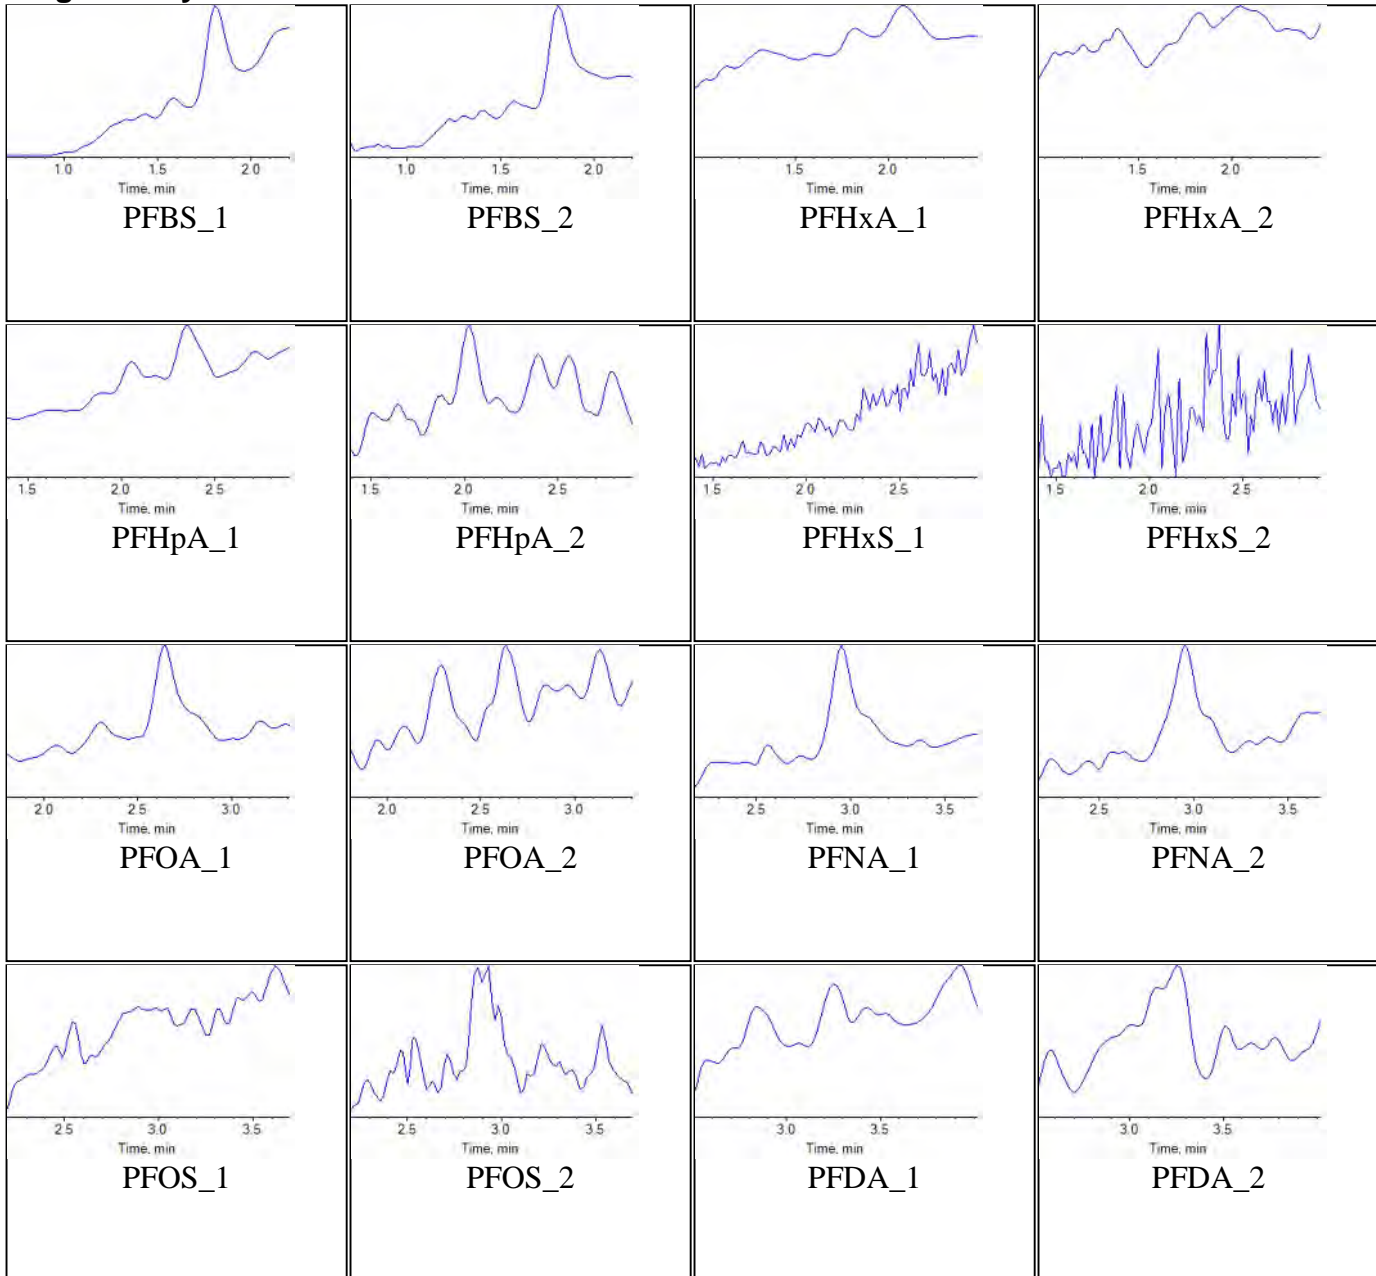 1.0 1.5 2.0 1.0 1.5 2.0 1.5 2.0 1.5 2.0
Time, min Time, min Time, min Time, min
PFBS_1 PFBS_2 PFHxA_1 PFHxA_2
1.5 2.0 2.5 1.5 2.0 2.5 1.5 2.0 2.5 1.5 2.0 2.5
Time, min Time, min Time, min Time, min
PFHpA_1 PFHpA_2 PFHxS_1 PFHxS_2
2.0 2.5 3.0 2.0 2.5 3.0 2.5 3.0 3.5 2.5 3.0 3.5
Time, min Time, min Time, min Time, min
PFOA_1 PFOA_2 PFNA_1 PFNA_2
2.5 3.0 3.5 2.5 3.0 3.5 3.0 3.5 3.0 3.5
Time, min Time, min Time, min Time, min
PFOS_1 PFOS_2 PFDA_1 PFDA_2